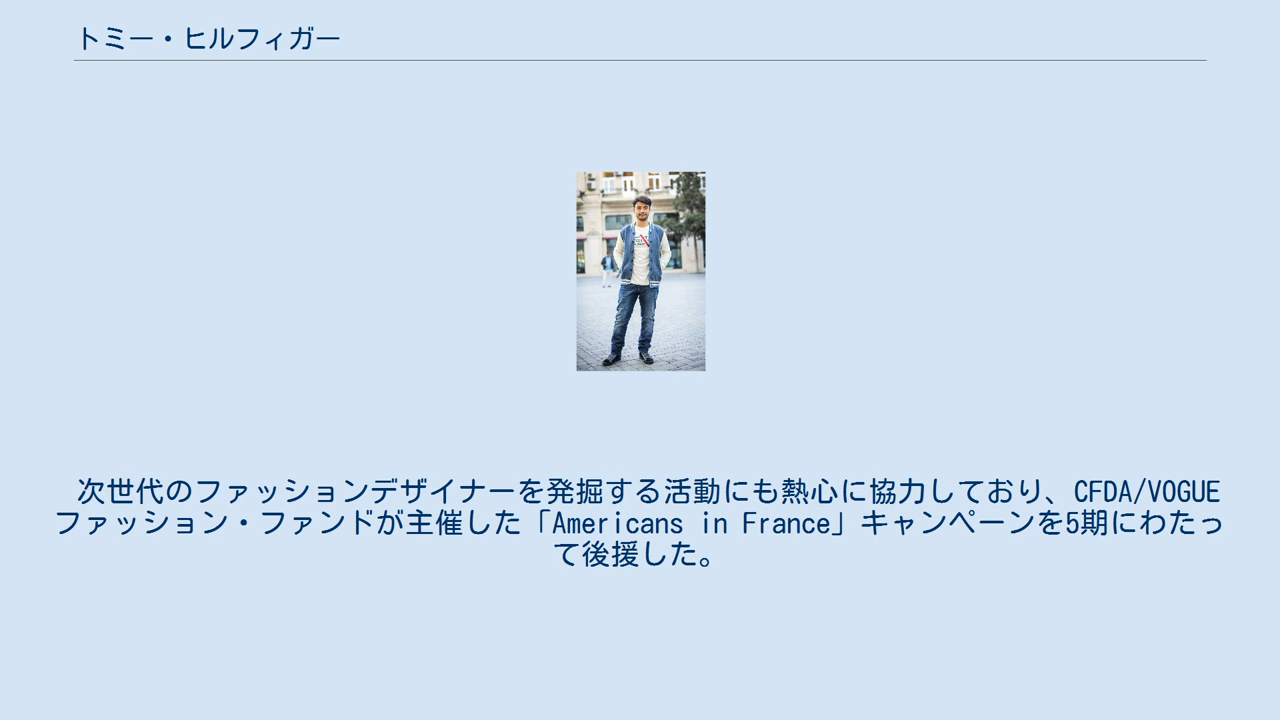 トミー・ヒルフィガー
次世代のファッションデザイナーを発掘する活動にも熱心に協力しており、CFDA/VOGUE
ファッション・ファンドが主催した「Americans in France」キャンペーンを5期にわたっ
て後援した。